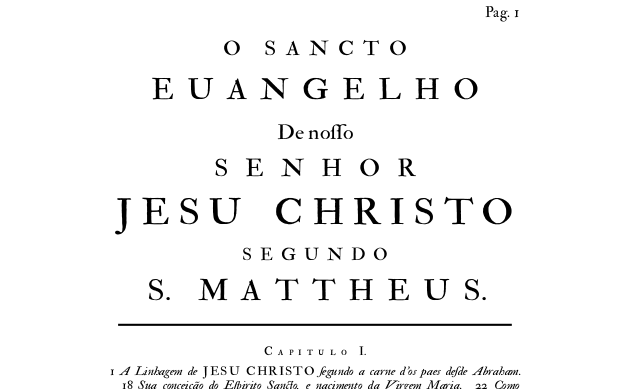 Pag. 1
O SANCTO
EUANGELHO
De noſſo
SENHOR
JESU CHRISTO
SEGUNDO
S. MATTHEUS.
CAPITULO I.
1 A Linhagem de JESU CHRISTO ſegundo a carne d'os paes deſde Abraham.
18 Sua conceição do Eſpirito Sancto, e nacimento da Virgem Maria. 22 Como